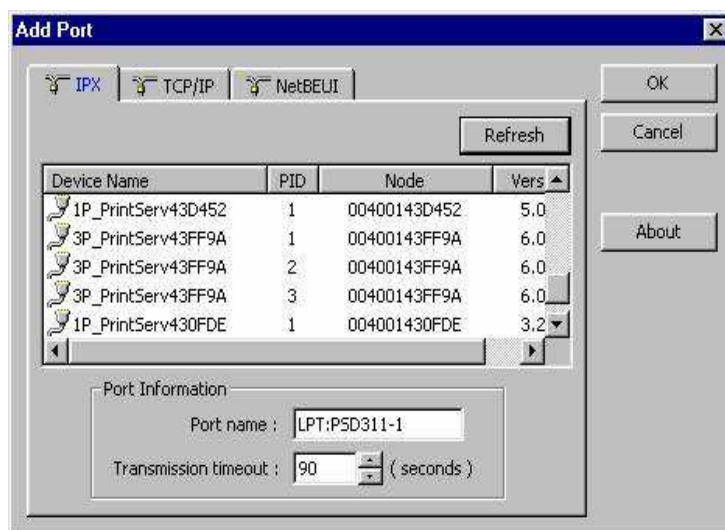 Add Port
IPX TCP/IP NetBEUI
OK
Refresh
Cancel
Device Name PID Node Vers
1P_PrintServ43D452 1 00400143D452 5.0
3P_PrintServ43FF9A 1 00400143FF9A 6.0
About
3P_PrintServ43FF9A 2 00400143FF9A 6.0
3P_PrintServ43FF9A 3 00400143FF9A 6.0
1P_PrintServ430FDE 1 004001430FDE 3.2
Port Information
Port name : LPT:PSD311-1
Transmission timeout : 90 ( seconds )